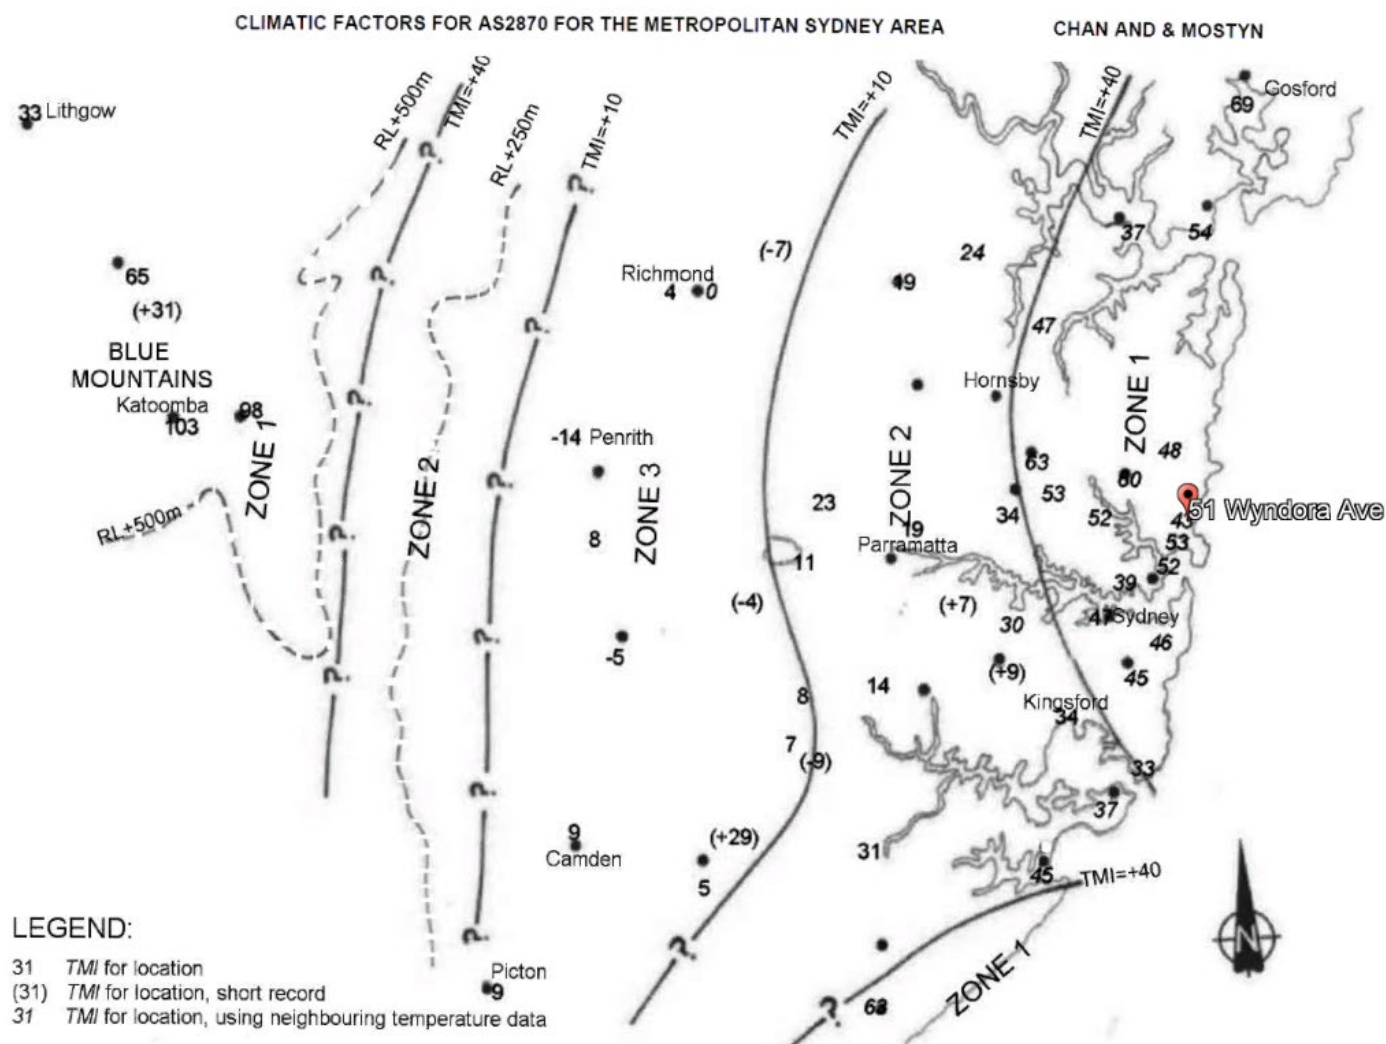 CLIMATIC FACTORS FOR AS2870 FOR THE METROPOLITAN SYDNEY AREA
CHAN AND & MOSTYN
33 Lithgow
RL+500m
TMI=+40
RL+250m
TMI=+10
TMI=+10
TMI=+40
Gosford
69
?
?
37
54
(-7)
24
65
?
Richmond
4 0
19
(+31)
?
47
BLUE
MOUNTAINS
Hornsby
Katoomba
103
98
?
ZONE 1
-14 Penrith
ZONE 1
48
63
60
ZONE 1
ZONE 2
?
ZONE 3
23
ZONE 2
53
34
52
43
51 Wyndora Ave
RL+500m
?
8
19
Parramatta
53
11
52
39
(-4)
(+7)
30
47
Sydney
46
?
-5
(+9)
45
?
14
8
Kingsford
34
7
(-9)
33
?
37
9
Camden
(+29)
5
31
45
TMI=+40
LEGEND:
?
?
N
31 TMI for location
(31) TMI for location, short record
31 TMI for location, using neighbouring temperature data
Picton
9
?
ZONE 1